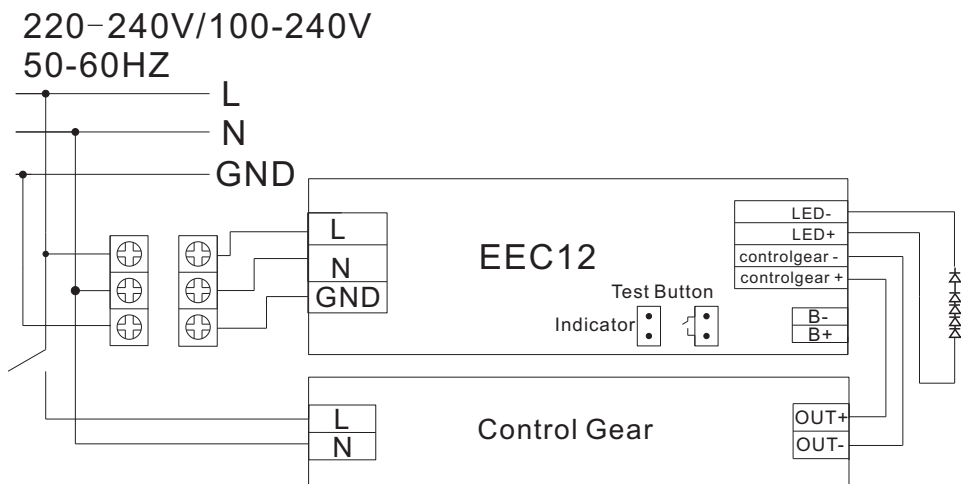 220-240V/100-240V
50-60HZ
L
N
GND
L
N
GND
EEC12
LED-
LED+
controlgear -
controlgear +
Test Button
Indicator
B-
B+
L
N
Control Gear
OUT+
OUT-